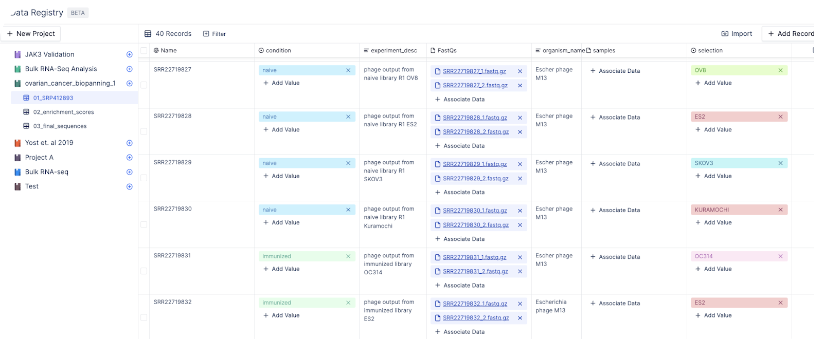 Data Registry BETA
+ New Project
40 Records Filter Import + Add Record
Name condition experiment_desc FastQs organism_name samples selection
JAK3 Validation
Bulk RNA-Seq Analysis
ovarian_cancer_biopanning_1
01_SRP412693
02_enrichment_scores
03_final_sequences
Yost et. al 2019
Project A
Bulk RNA-seq
Test
SRR22719827
naive ×
+ Add Value
phage output from
naive library R1 OV8
SRR22719827_1.fastq.gz ×
SRR22719827_2.fastq.gz ×
+ Associate Data
Escher phage
M13
+ Associate Data
OV8 ×
+ Add Value
SRR22719828
naive ×
+ Add Value
phage output from
naive library R1 ES2
SRR22719828_1.fastq.gz ×
SRR22719828_2.fastq.gz ×
+ Associate Data
Escher phage
M13
+ Associate Data
ES2 ×
+ Add Value
SRR22719829
naive ×
+ Add Value
phage output from
naive library R1
SKOV3
SRR22719829_1.fastq.gz ×
SRR22719829_2.fastq.gz ×
+ Associate Data
Escher phage
M13
+ Associate Data
SKOV3 ×
+ Add Value
SRR22719830
naive ×
+ Add Value
phage output from
naive library R1
Kuramochi
SRR22719830_1.fastq.gz ×
SRR22719830_2.fastq.gz ×
+ Associate Data
Escher phage
M13
+ Associate Data
KURAMOCHI ×
+ Add Value
SRR22719831
immunized ×
+ Add Value
phage output from
immunized library
OC314
SRR22719831_1.fastq.gz ×
SRR22719831_2.fastq.gz ×
+ Associate Data
Escher phage
M13
+ Associate Data
OC314 ×
+ Add Value
SRR22719832
immunized ×
+ Add Value
phage output from
immunized library
ES2
SRR22719832_1.fastq.gz ×
SRR22719832_2.fastq.gz ×
+ Associate Data
Escherichia
phage M13
+ Associate Data
ES2 ×
+ Add Value